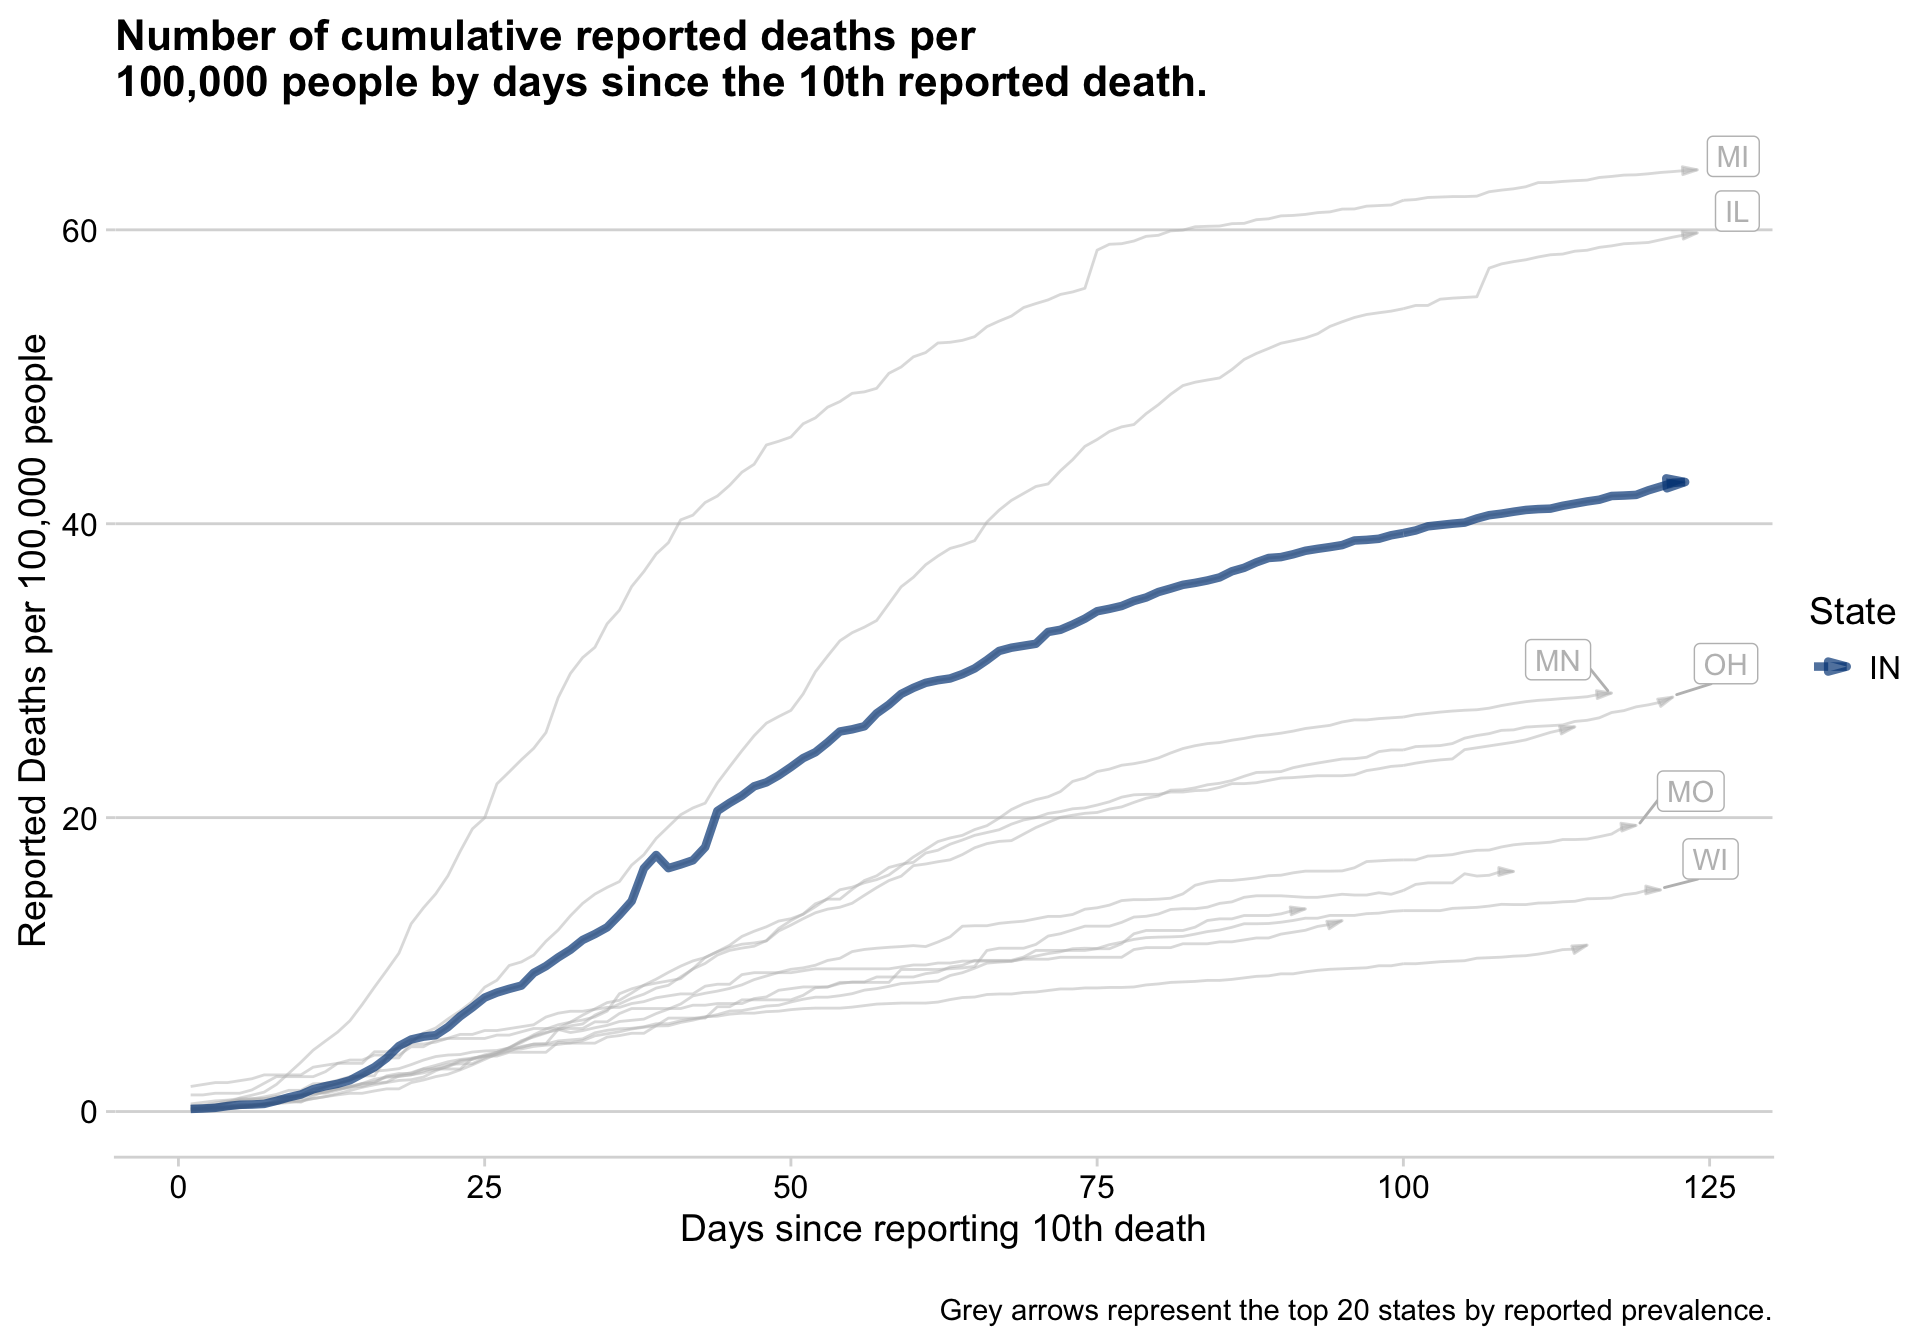 Number of cumulative reported deaths per
100,000 people by days since the 10th reported death.
MI
IL
60
40
MN
OH
20
MO
WI
0
Reported Deaths per 100,000 people
State
IN
0 25 50 75 100 125
Days since reporting 10th death
Grey arrows represent the top 20 states by reported prevalence.